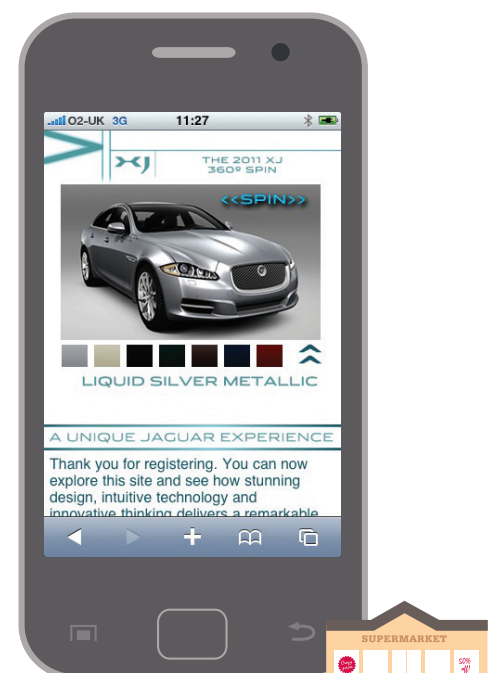 O2-UK 3G 11:27
XJ
THE 2011 XJ
360º SPIN
<<SPIN>>
LIQUID SILVER METALLIC
A UNIQUE JAGUAR EXPERIENCE
Thank you for registering. You can now
explore this site and see how stunning
design, intuitive technology and
innovative thinking delivers a remarkable
SUPERMARKET
50%
off!